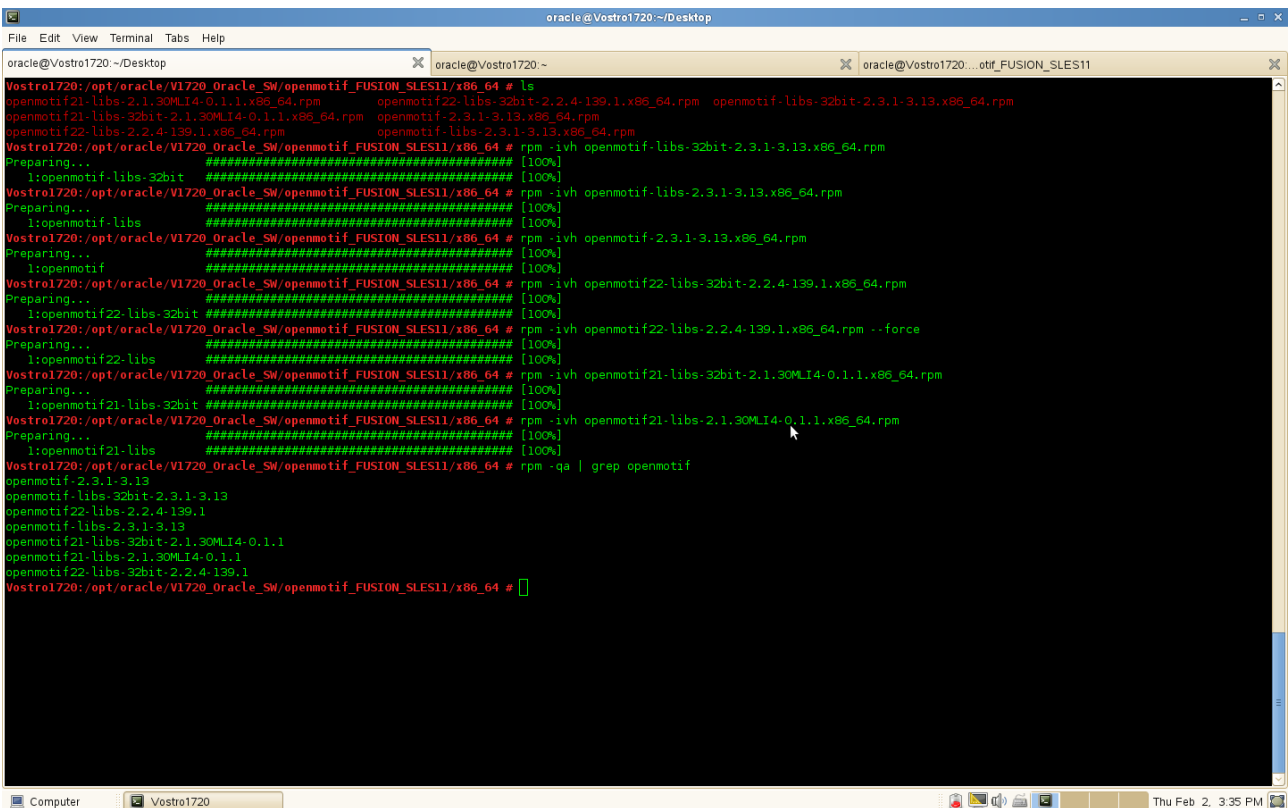 oracle@Vostro1720:~/Desktop
File Edit View Terminal Tabs Help
oracle@Vostro1720:~/Desktop oracle@Vostro1720:~ oracle@Vostro1720:...otif_FUSION_SLES11
Vostro1720:/opt/oracle/V1720_Oracle_SW/openmotif_FUSION_SLES11/x86_64 # ls
openmotif21-libs-2.1.30MLI4-0.1.1.x86_64.rpm openmotif22-libs-32bit-2.2.4-139.1.x86_64.rpm openmotif-libs-32bit-2.3.1-3.13.x86_64.rpm
openmotif21-libs-32bit-2.1.30MLI4-0.1.1.x86_64.rpm openmotif-2.3.1-3.13.x86_64.rpm
openmotif22-libs-2.2.4-139.1.x86_64.rpm openmotif-libs-2.3.1-3.13.x86_64.rpm
Vostro1720:/opt/oracle/V1720_Oracle_SW/openmotif_FUSION_SLES11/x86_64 # rpm -ivh openmotif-libs-32bit-2.3.1-3.13.x86_64.rpm
Preparing... ########################################### [100%]
1:openmotif-libs-32bit ########################################### [100%]
Vostro1720:/opt/oracle/V1720_Oracle_SW/openmotif_FUSION_SLES11/x86_64 # rpm -ivh openmotif-libs-2.3.1-3.13.x86_64.rpm
Preparing... ########################################### [100%]
1:openmotif-libs ########################################### [100%]
Vostro1720:/opt/oracle/V1720_Oracle_SW/openmotif_FUSION_SLES11/x86_64 # rpm -ivh openmotif-2.3.1-3.13.x86_64.rpm
Preparing... ########################################### [100%]
1:openmotif ########################################### [100%]
Vostro1720:/opt/oracle/V1720_Oracle_SW/openmotif_FUSION_SLES11/x86_64 # rpm -ivh openmotif22-libs-32bit-2.2.4-139.1.x86_64.rpm
Preparing... ########################################### [100%]
1:openmotif22-libs-32bit ########################################### [100%]
Vostro1720:/opt/oracle/V1720_Oracle_SW/openmotif_FUSION_SLES11/x86_64 # rpm -ivh openmotif22-libs-2.2.4-139.1.x86_64.rpm --force
Preparing... ########################################### [100%]
1:openmotif22-libs ########################################### [100%]
Vostro1720:/opt/oracle/V1720_Oracle_SW/openmotif_FUSION_SLES11/x86_64 # rpm -ivh openmotif21-libs-32bit-2.1.30MLI4-0.1.1.x86_64.rpm
Preparing... ########################################### [100%]
1:openmotif21-libs-32bit ########################################### [100%]
Vostro1720:/opt/oracle/V1720_Oracle_SW/openmotif_FUSION_SLES11/x86_64 # rpm -ivh openmotif21-libs-2.1.30MLI4-0.1.1.x86_64.rpm
Preparing... ########################################### [100%]
1:openmotif21-libs ########################################### [100%]
Vostro1720:/opt/oracle/V1720_Oracle_SW/openmotif_FUSION_SLES11/x86_64 # rpm -qa | grep openmotif
openmotif-2.3.1-3.13
openmotif-libs-32bit-2.3.1-3.13
openmotif22-libs-2.2.4-139.1
openmotif-libs-2.3.1-3.13
openmotif21-libs-32bit-2.1.30MLI4-0.1.1
openmotif21-libs-2.1.30MLI4-0.1.1
openmotif22-libs-32bit-2.2.4-139.1
Vostro1720:/opt/oracle/V1720_Oracle_SW/openmotif_FUSION_SLES11/x86_64 #
Computer Vostro1720 Thu Feb 2, 3:35 PM